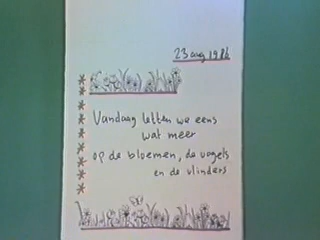 23 aug 1986
Vandaag letten we eens
wat meer
op de bloemen, de vogels
en de vlinders